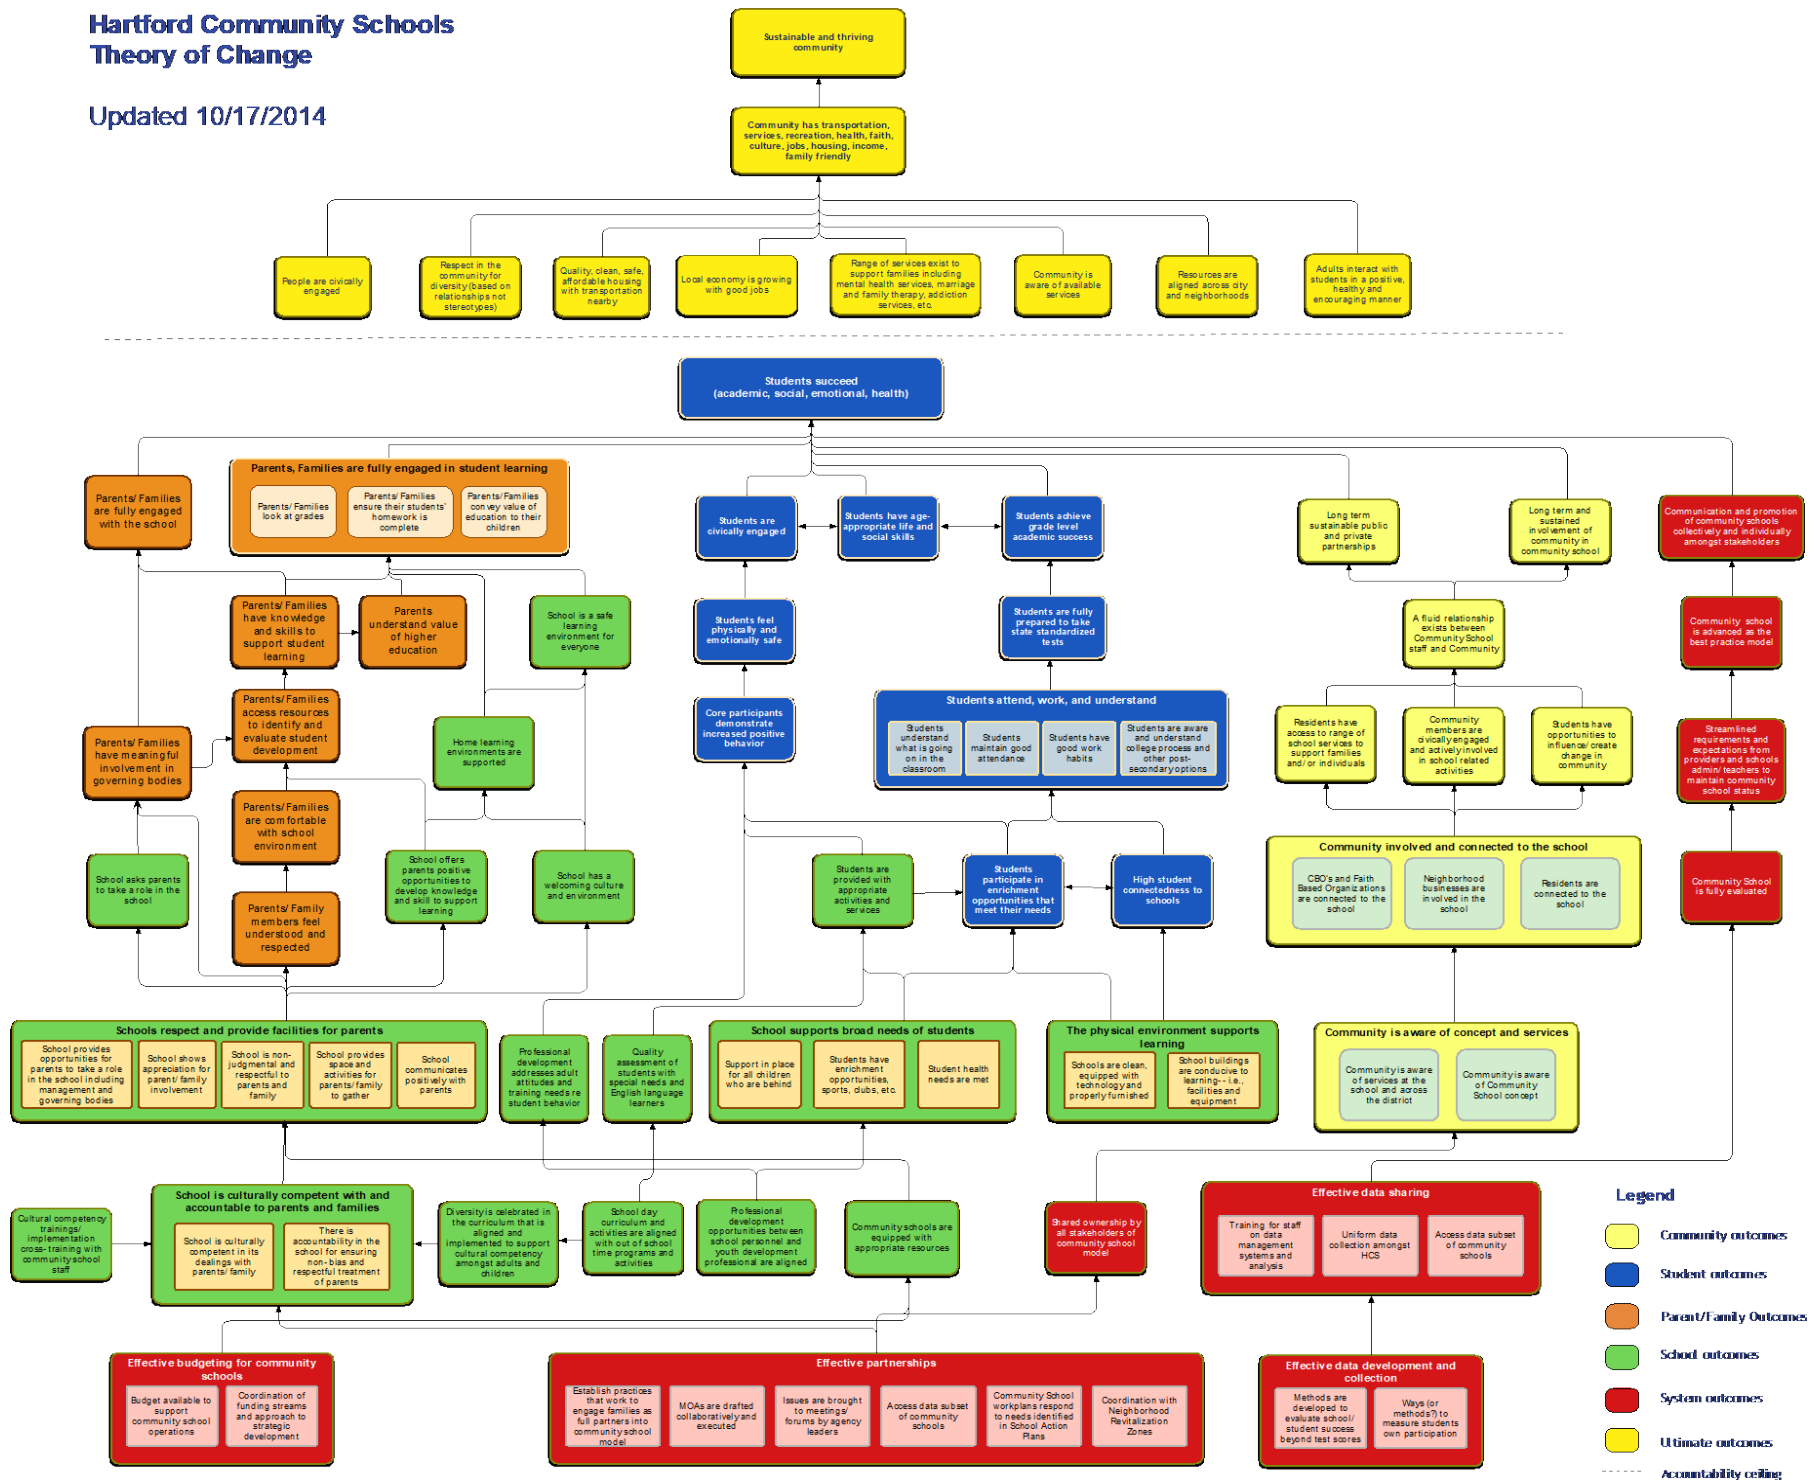 Hartford Community Schools
Theory of Change
Updated 10/17/2014
Sustainable and thriving
community
Community has transportation,
services, recreation, health, faith,
culture, jobs, housing, income,
family friendly
People are civically
engaged
Respect in the
community for
diversity (based on
relationships not
stereotypes)
Quality, clean, safe,
affordable housing
with transportation
nearby
Local economy is growing
with good jobs
Range of services exist to
support families including
mental health services, marriage
and family therapy, addiction
services, etc.
Community is
aware of available
services
Resources are
aligned across city
and neighborhoods
Adults interact with
students in a positive,
healthy and
encouraging manner
Students succeed
(academic, social, emotional, health)
Parents/ Families
are fully engaged
with the school
Parents, Families are fully engaged in student learning
Parents/ Families
look at grades
Parents/ Families
ensure their students'
homework is
complete
Parents/ Families
convey value of
education to their
children
Students are
civically engaged
Students have age-
appropriate life and
social skills
Students achieve
grade level
academic success
Long term
sustainable public
and private
partnerships
Long term and
sustained
involvement of
community in
community school
Communication and promotion
of community schools
collectively and individually
amongst stakeholders
Parents/ Families
have knowledge
and skills to
support student
learning
Parents
understand value
of higher
education
School is a safe
learning
environment for
everyone
Students feel
physically and
emotionally safe
Students are fully
prepared to take
state standardized
tests
A fluid relationship
exists between
Community School
staff and Community
Community school
is advanced as the
best practice model
Parents/ Families
have meaningful
involvement in
governing bodies
Parents/ Families
access resources
to identify and
evaluate student
development
Home learning
environments are
supported
Core participants
demonstrate
increased positive
behavior
Students attend, work, and understand
Students
understand
what is going
on in the
classroom
Students
maintain good
attendance
Students have
good work
habits
Students are aware
and understand
college process and
other post-
secondary options
Residents have
access to range of
school services to
support families
and/or individuals
Community
members are
civically engaged
and actively involved
in school related
activities
Students have
opportunities to
influence/ create
change in
community
Streamlined
requirements and
expectations from
providers and schools
admin/ teachers to
maintain community
school status
Parents/ Families
are comfortable
with school
environment
School asks parents
to take a role in the
school
School offers
parents positive
opportunities to
develop knowledge
and skill to support
learning
School has a
welcoming culture
and environment
Students are
provided with
appropriate
activities and
services
Students
participate in
enrichment
opportunities that
meet their needs
High student
connectedness to
schools
Community involved and connected to the school
CBO's and Faith
Based Organizations
are connected to the
school
Neighborhood
businesses are
involved in the
school
Residents are
connected to the
school
Community School
is fully evaluated
Parents/ Family
members feel
understood and
respected
Schools respect and provide facilities for parents
School provides
opportunities for
parents to take a role
in the school including
management and
governing bodies
School shows
appreciation for
parent/ family
involvement
School is non-
judgmental and
respectful to
parents and
family
School provides
space and
activities for
parents/ family
to gather
School
communicates
positively with
parents
Professional
development
addresses adult
attitudes and
training needs re
student behavior
Quality
assessment of
students with
special needs and
English language
learners
School supports broad needs of students
Support in place
for all children
who are behind
Students have
enrichment
opportunities,
sports, clubs, etc.
Student health
needs are met
The physical environment supports
learning
Schools are clean,
equipped with
technology and
properly furnished
School buildings
are conducive to
learning-- i.e.,
facilities and
equipment
Community is aware of concept and services
Community is aware
of services at the
school and across
the district
Community is aware
of Community
School concept
Cultural competency
trainings/
implementation
cross- training with
community school
staff
School is culturally competent with and
accountable to parents and families
School is culturally
competent in its
dealings with
parents/ family
There is
accountability in the
school for ensuring
non- bias and
respectful treatment
of parents
Diversity is celebrated
in the curriculum that is
aligned and
implemented to support
cultural competency
amongst adults and
children
School day
curriculum and
activities are aligned
with out of school
time programs and
activities
Professional
development
opportunities between
school personnel and
youth development
professional are aligned
Community schools are
equipped with
appropriate resources
Shared ownership by
all stakeholders of
community school
model
Effective data sharing
Training for staff
on data
management
systems and
analysis
Uniform data
collection amongst
HCS
Access data subset
of community
schools
Effective budgeting for community
schools
Budget available to
support
community school
operations
Coordination of
funding streams
and approach to
strategic
development
Effective partnerships
Establish practices
that work to
engage families as
full partners into
community school
model
MOAs are drafted
collaboratively and
executed
Issues are brought
to meetings/
forums by agency
leaders
Access data subset
of community
schools
Community School
workplans respond
to needs identified
in School Action
Plans
Coordination with
Neighborhood
Revitalization
Zones
Effective data development and
collection
Methods are
developed to
evaluate school/
student success
beyond test scores
Ways (or
methods?) to
measure students
own participation
Legend
Community outcomes
Student outcomes
Parent/Family Outcomes
School outcomes
System outcomes
Ultimate outcomes
Accountability ceiling